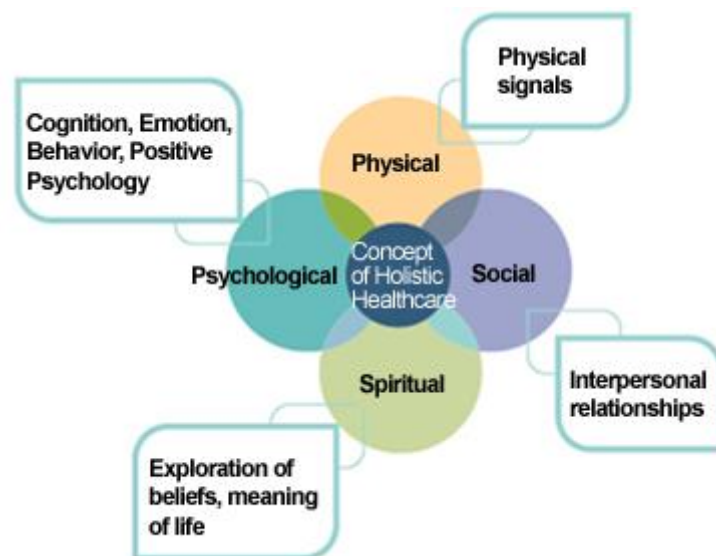 Physical
signals
Cognition, Emotion,
Behavior, Positive
Psychology
Physical
Psychological
Concept
of Holistic
Healthcare
Social
Spiritual
Interpersonal
relationships
Exploration of
beliefs, meaning
of life